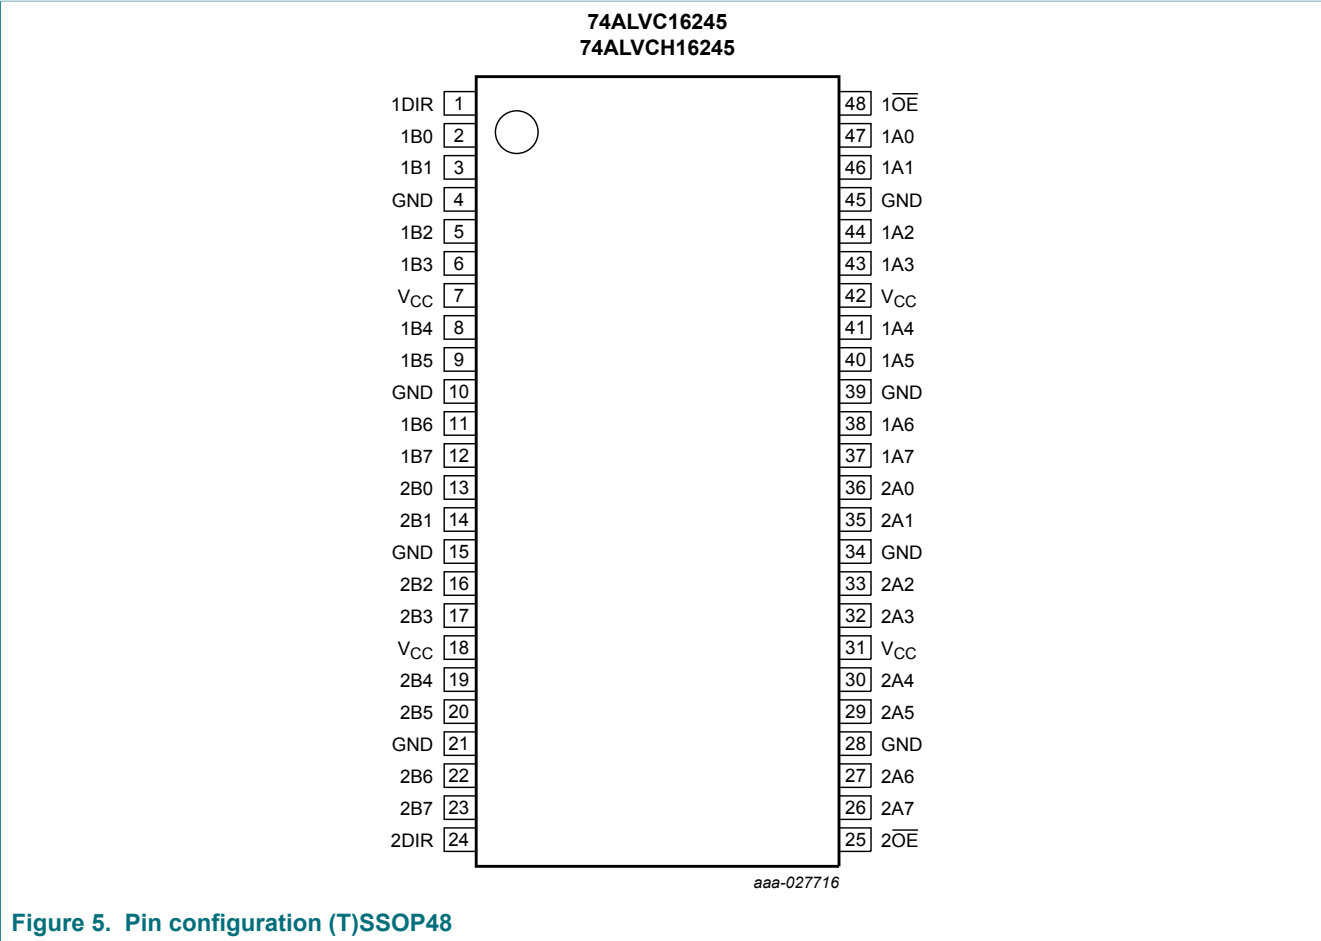 74ALVC16245
74ALVCH16245
1DIR 1 48 1O̅E̅
1B0 2 47 1A0
1B1 3 46 1A1
GND 4 45 GND
1B2 5 44 1A2
1B3 6 43 1A3
VCC 7 42 VCC
1B4 8 41 1A4
1B5 9 40 1A5
GND 10 39 GND
1B6 11 38 1A6
1B7 12 37 1A7
2B0 13 36 2A0
2B1 14 35 2A1
GND 15 34 GND
2B2 16 33 2A2
2B3 17 32 2A3
VCC 18 31 VCC
2B4 19 30 2A4
2B5 20 29 2A5
GND 21 28 GND
2B6 22 27 2A6
2B7 23 26 2A7
2DIR 24 25 2O̅E̅
aaa-027716
Figure 5. Pin configuration (T)SSOP48